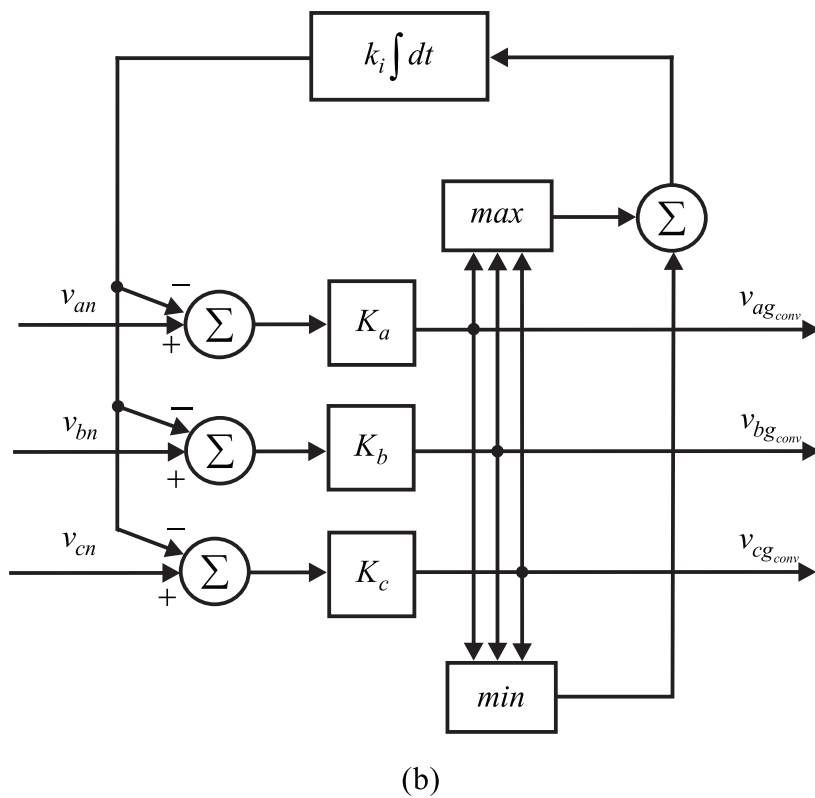 k_i ∫ dt
max
Σ
v_an
−
+
Σ
K_a
v_ag_conv
v_bn
−
+
Σ
K_b
v_bg_conv
v_cn
−
+
Σ
K_c
v_cg_conv
min
(b)